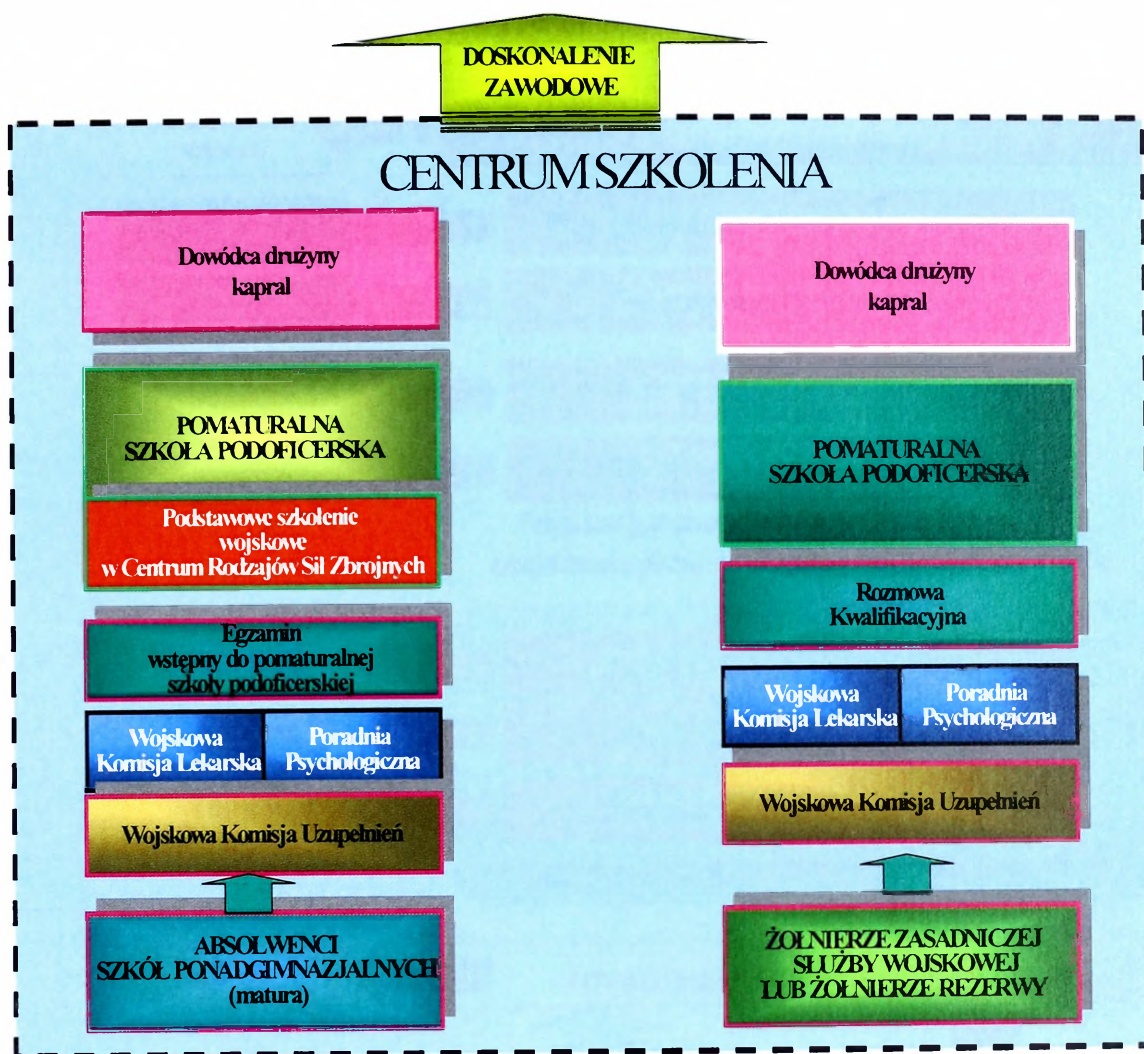 DOSKONALENIE
ZAWODOWE
CENTRUM SZKOLENIA
Dowódca drużyny
kapral
POMATURALNA
SZKOŁA PODOFICERSKA
Podstawowe szkolenie
wojskowe
w Centrum Rodzajów Sił Zbrojnych
Egzamin
wstępny do pomaturalnej
szkoły podoficerskiej
Wojskowa
Komisja Lekarska
Poradnia
Psychologiczna
Wojskowa Komisja Uzupełnień
ABSOLWENCI
SZKÓŁ PONADGIMNAZJALNYCH
(matura)
Dowódca drużyny
kapral
POMATURALNA
SZKOŁA PODOFICERSKA
Rozmowa
Kwalifikacyjna
Wojskowa
Komisja Lekarska
Poradnia
Psychologiczna
Wojskowa Komisja Uzupełnień
ŻOŁNIERZE ZASADNICZEJ
SŁUŻBY WOJSKOWEJ
LUB ŻOŁNIERZE REZERWY